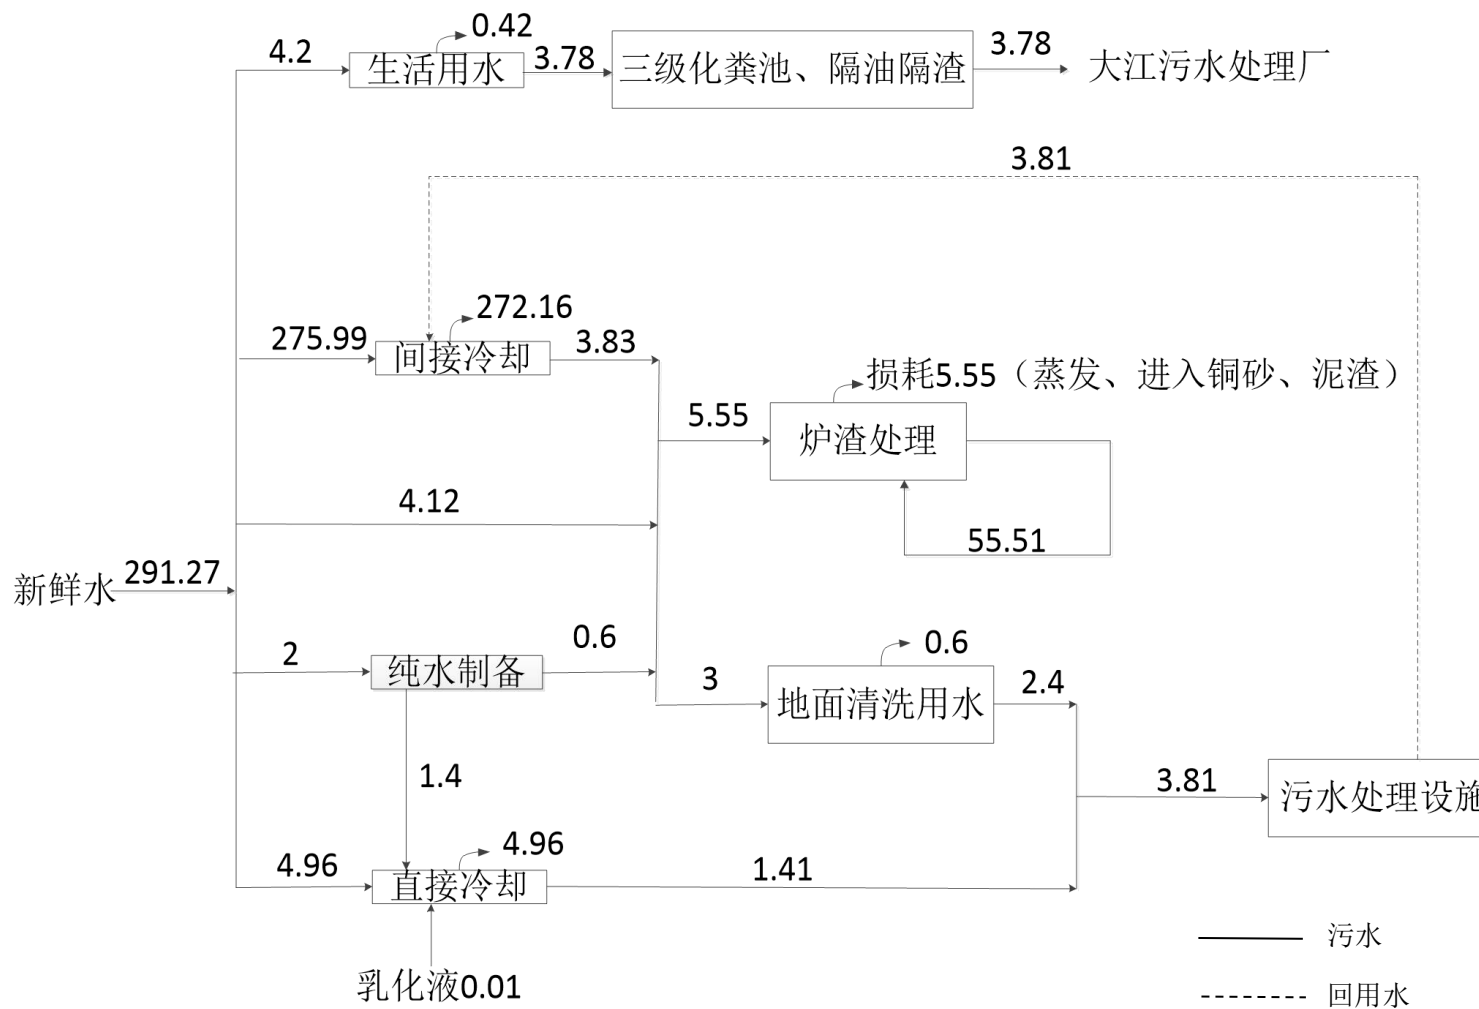 0.42
4.2
生活用水
3.78
三级化粪池、隔油隔渣
3.78
大江污水处理厂
3.81
272.16
275.99
间接冷却
3.83
损耗5.55（蒸发、进入铜砂、泥渣）
5.55
炉渣处理
4.12
55.51
新鲜水
291.27
2
纯水制备
0.6
0.6
3
地面清洗用水
2.4
1.4
3.81
污水处理设施
4.96
4.96
直接冷却
1.41
乳化液0.01
污水
回用水